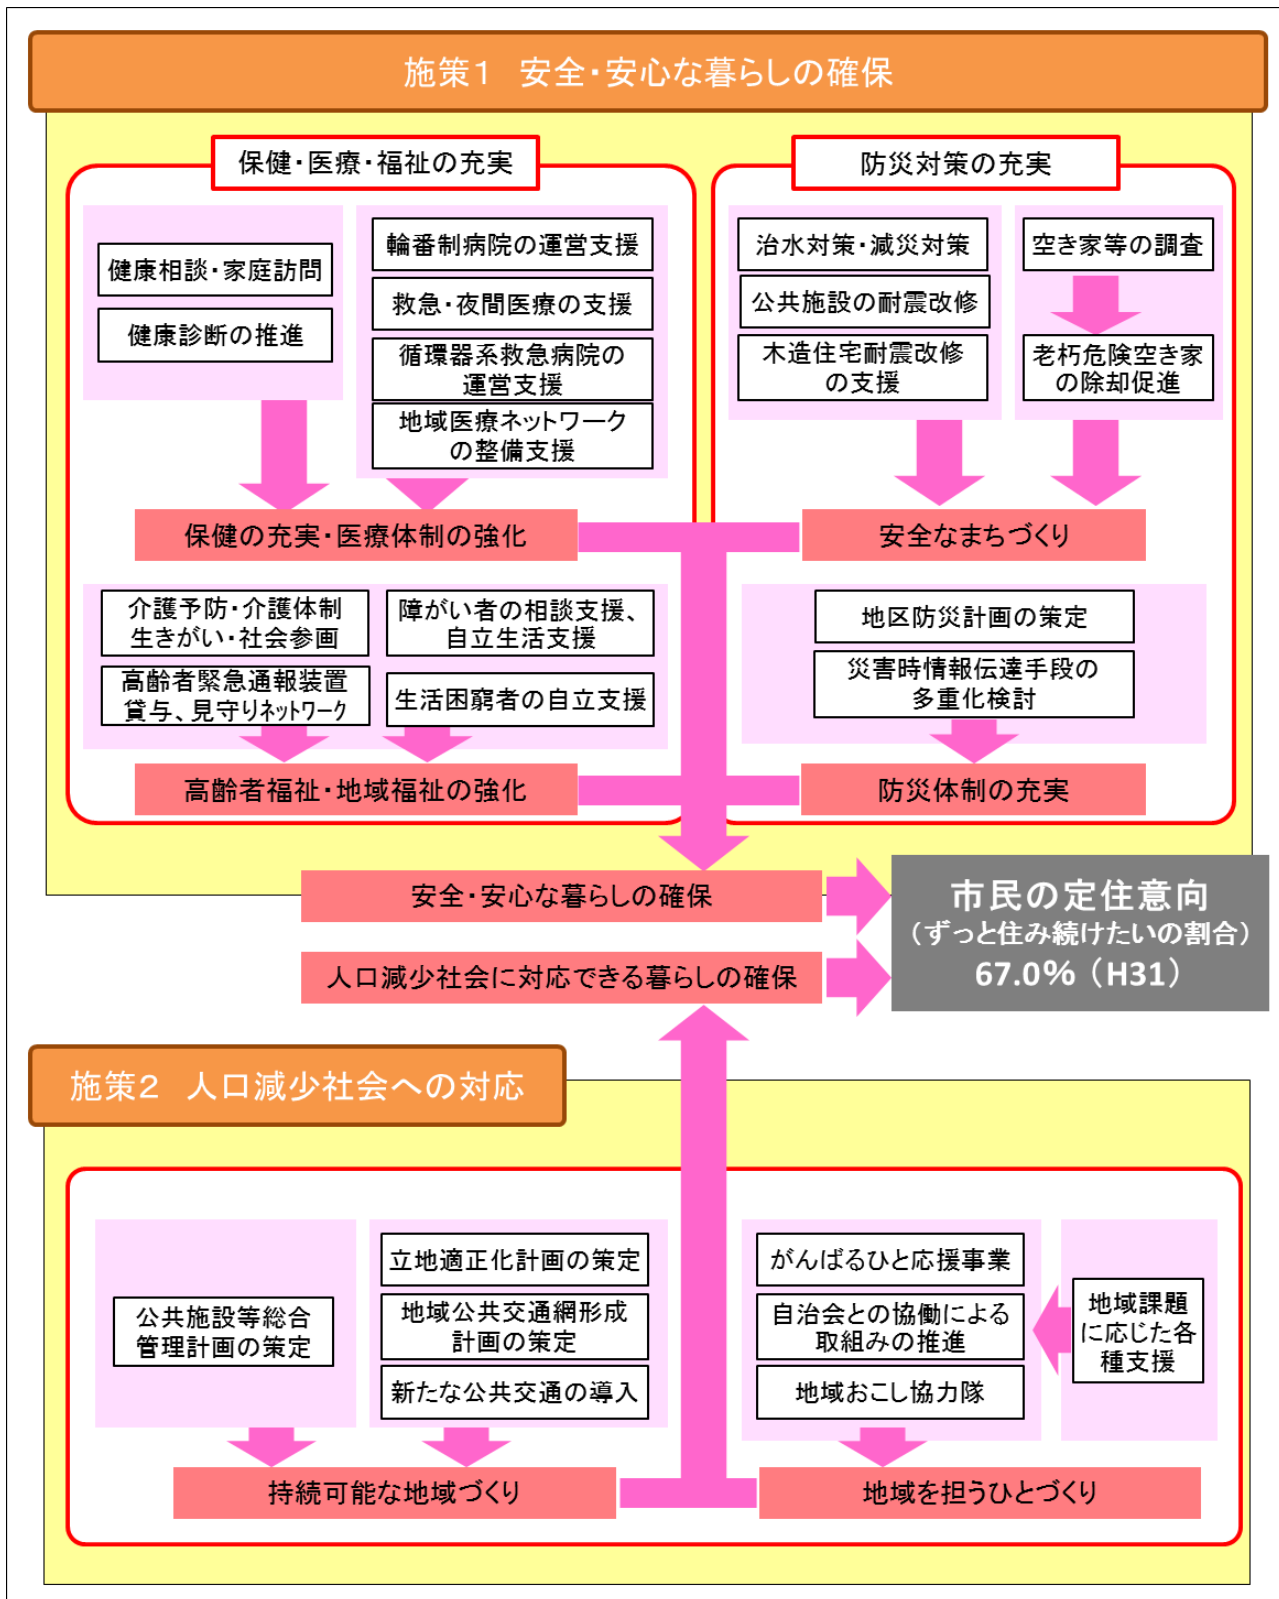 施策１　安全・安心な暮らしの確保
保健・医療・福祉の充実
健康相談・家庭訪問
健康診断の推進
輪番制病院の運営支援
救急・夜間医療の支援
循環器系救急病院の
運営支援
地域医療ネットワーク
の整備支援
保健の充実・医療体制の強化
介護予防・介護体制
生きがい・社会参画
高齢者緊急通報装置
貸与、見守りネットワーク
障がい者の相談支援、
自立生活支援
生活困窮者の自立支援
高齢者福祉・地域福祉の強化
防災対策の充実
治水対策・減災対策
公共施設の耐震改修
木造住宅耐震改修
の支援
空き家等の調査
老朽危険空き家
の除却促進
安全なまちづくり
地区防災計画の策定
災害時情報伝達手段の
多重化検討
防災体制の充実
安全・安心な暮らしの確保
人口減少社会に対応できる暮らしの確保
市民の定住意向
（ずっと住み続けたいの割合）
67.0%（H31）
施策２　人口減少社会への対応
公共施設等総合
管理計画の策定
立地適正化計画の策定
地域公共交通網形成
計画の策定
新たな公共交通の導入
持続可能な地域づくり
がんばるひと応援事業
自治会との協働による
取組みの推進
地域おこし協力隊
地域課題
に応じた各
種支援
地域を担うひとづくり